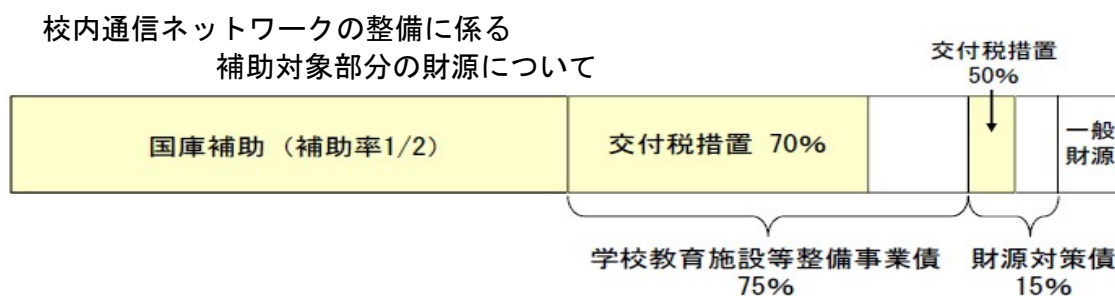 校内通信ネットワークの整備に係る
補助対象部分の財源について
交付税措置
50%
国庫補助（補助率1/2）
交付税措置 70%
一般
財源
学校教育施設等整備事業債
75%
財源対策債
15%